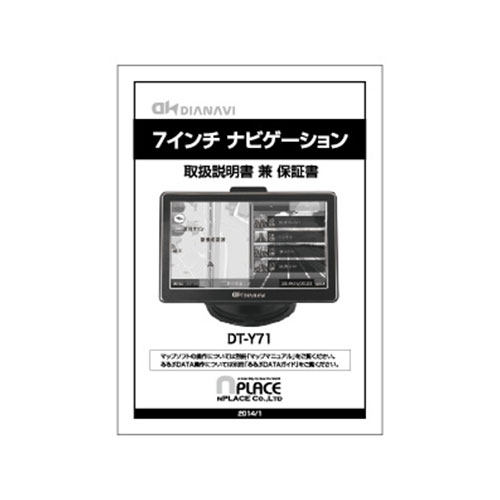 DIANAVI
7インチ ナビゲーション
取扱説明書 兼 保証書
DIANAVI
DT-Y71
マップソフトの操作については別冊「マップマニュアル」をご覧ください。
るるぶDATA操作については別冊「るるぶDATAガイド」をご覧ください。
NPLACE
NPLACE Co.,LTD
2014/1